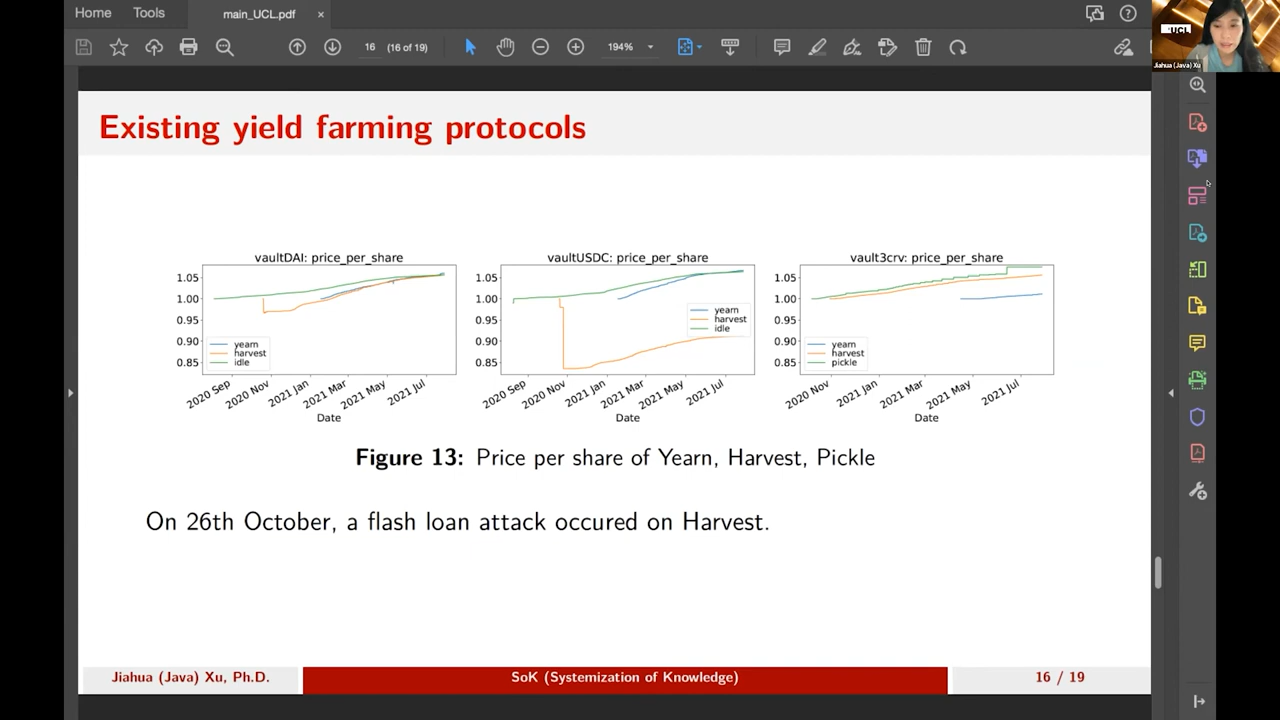 Home Tools main_UCL.pdf ×
16 (16 of 19) 194%
UCL
Jiahua (Java) Xu
Existing yield farming protocols
vaultDAI: price_per_share
1.05
1.00
0.95
0.90
0.85
yearn
harvest
idle
2020 Sep
2020 Nov
2021 Jan
2021 Mar
2021 May
2021 Jul
Date
vaultUSDC: price_per_share
1.05
1.00
0.95
0.90
0.85
yearn
harvest
idle
2020 Sep
2020 Nov
2021 Jan
2021 Mar
2021 May
2021 Jul
Date
vault3crv: price_per_share
1.05
1.00
0.95
0.90
0.85
yearn
harvest
pickle
2020 Nov
2021 Jan
2021 Mar
2021 May
2021 Jul
Date
Figure 13: Price per share of Yearn, Harvest, Pickle
On 26th October, a flash loan attack occured on Harvest.
Jiahua (Java) Xu, Ph.D. SoK (Systemization of Knowledge) 16 / 19